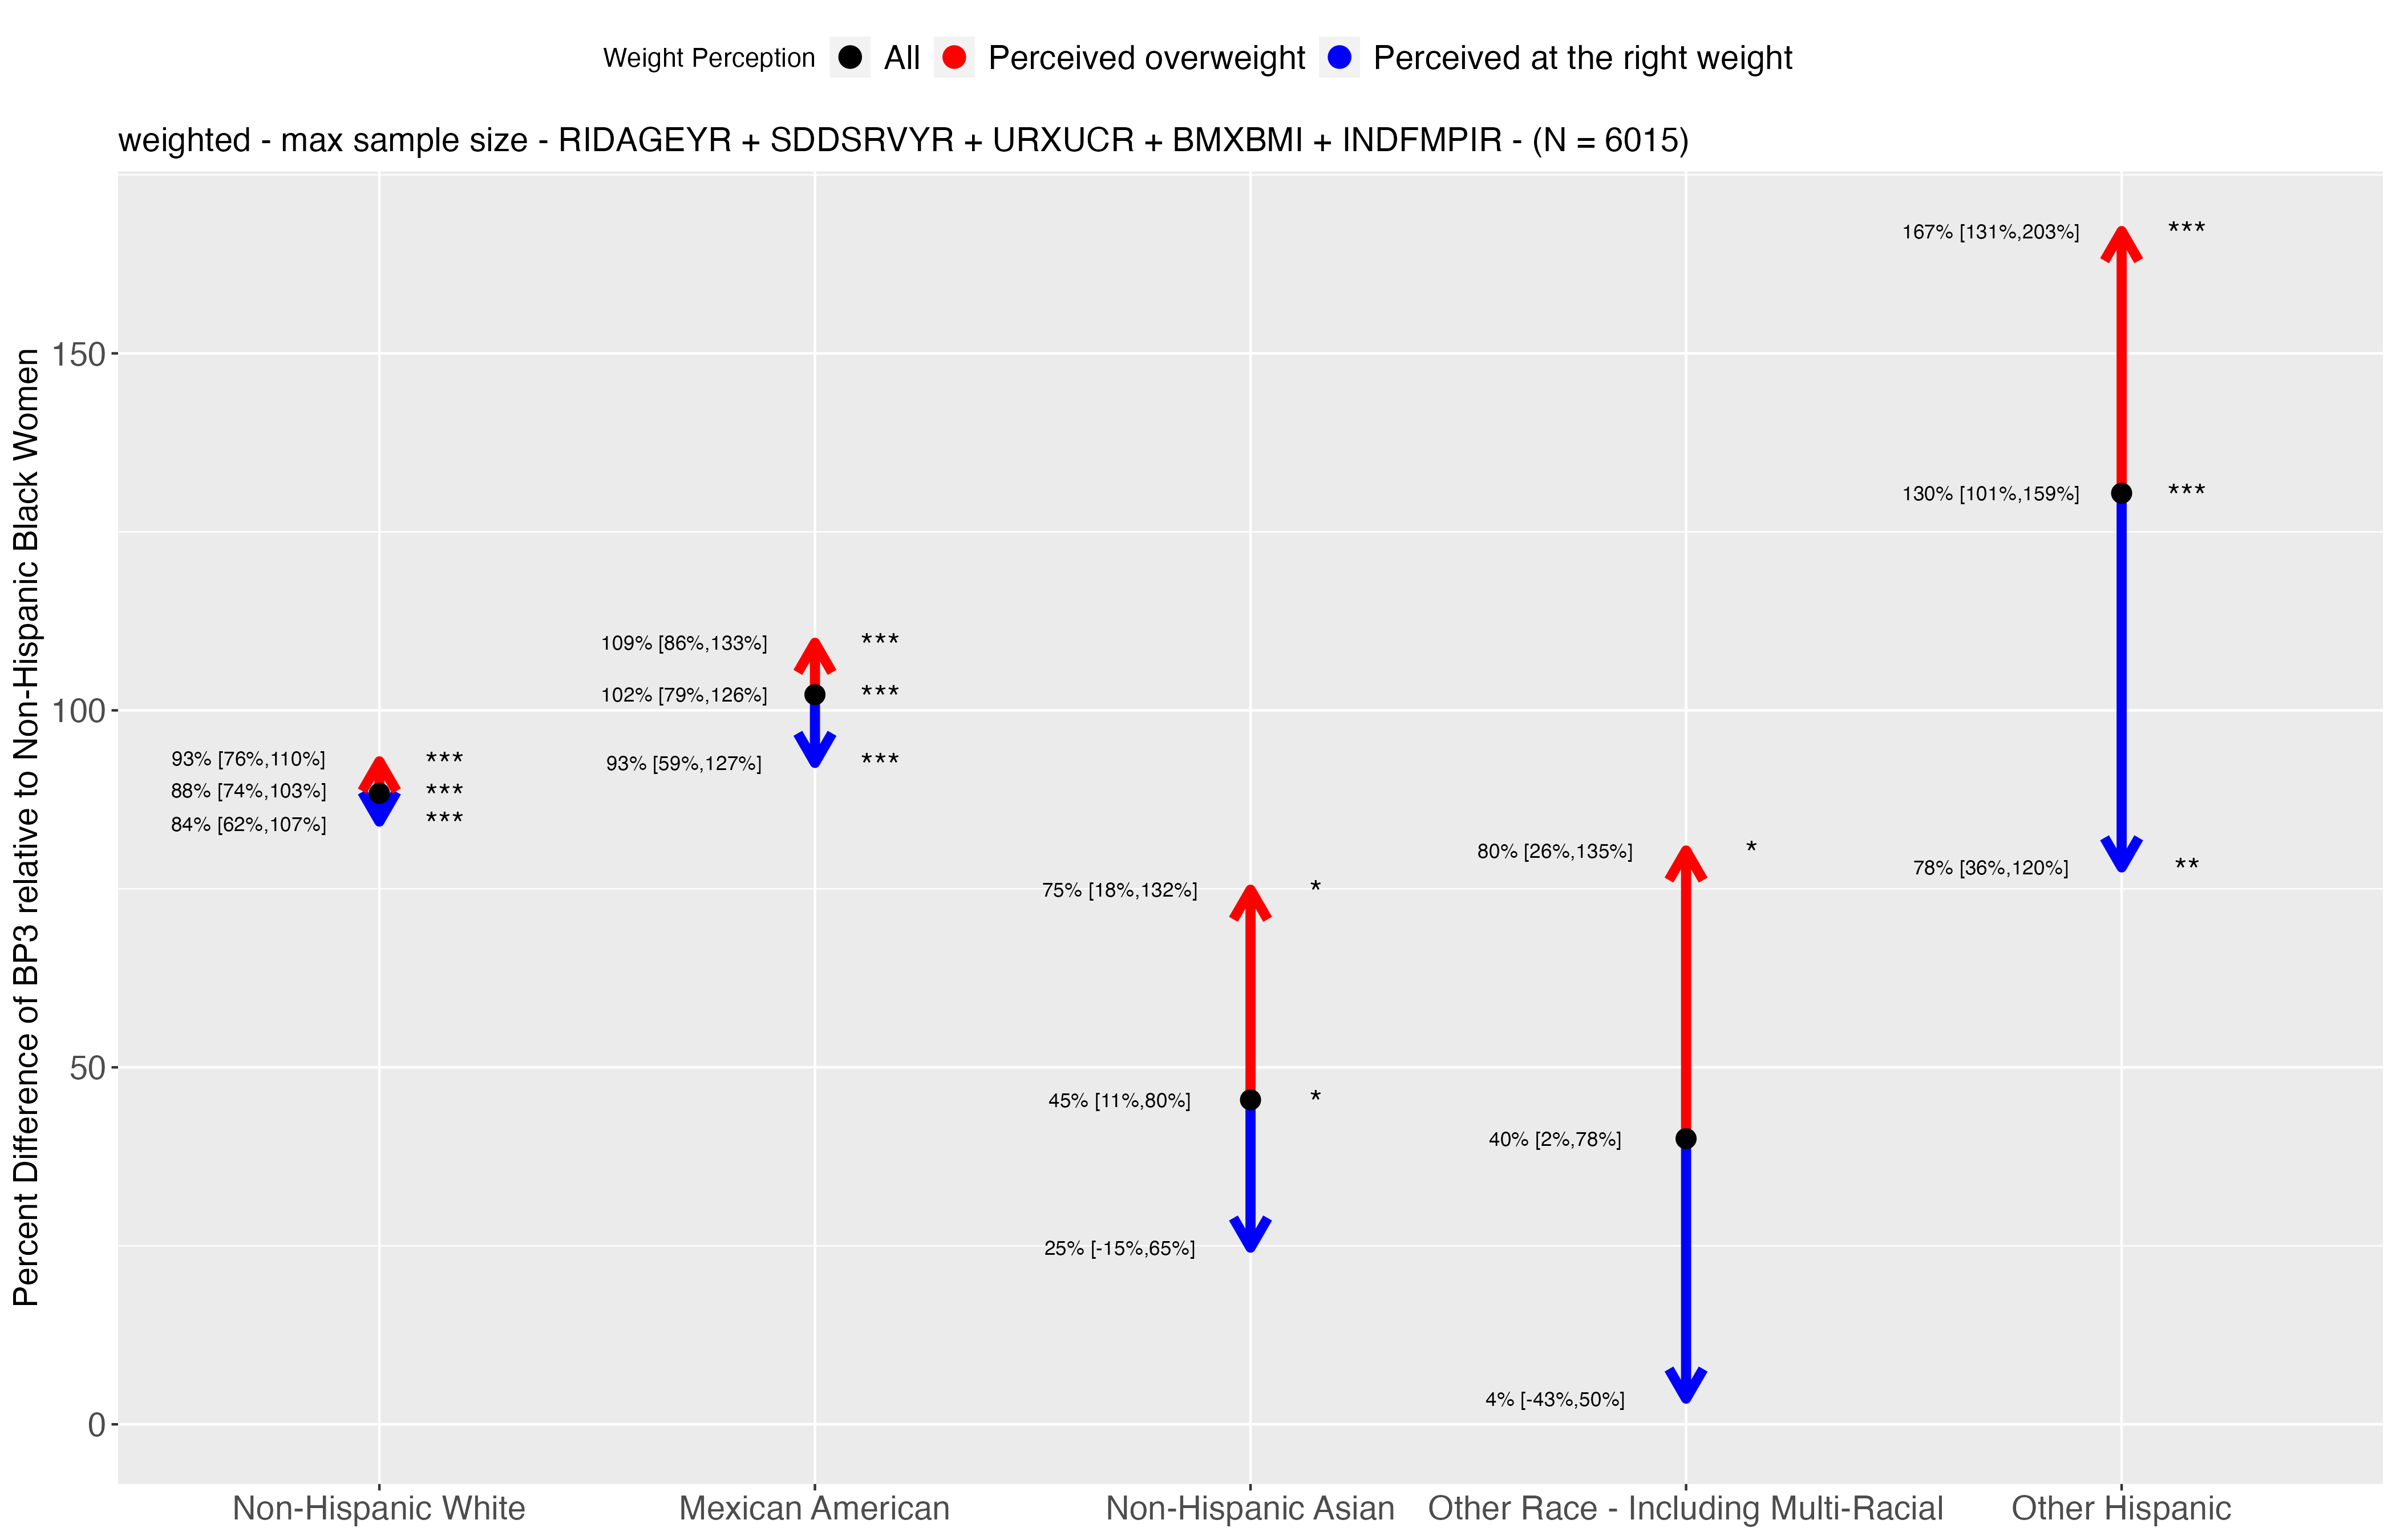 Weight Perception All Perceived overweight Perceived at the right weight
weighted - max sample size - RIDAGEYR + SDDSRVYR + URXUCR + BMXBMI + INDFMPIR - (N = 6015)
Percent Difference of BP3 relative to Non-Hispanic Black Women
150
100
50
0
93% [76%,110%] ***
88% [74%,103%] ***
84% [62%,107%] ***
109% [86%,133%] ***
102% [79%,126%] ***
93% [59%,127%] ***
75% [18%,132%] *
45% [11%,80%] *
25% [-15%,65%]
80% [26%,135%] *
40% [2%,78%]
4% [-43%,50%]
167% [131%,203%] ***
130% [101%,159%] ***
78% [36%,120%] **
Non-Hispanic White Mexican American Non-Hispanic Asian Other Race - Including Multi-Racial Other Hispanic